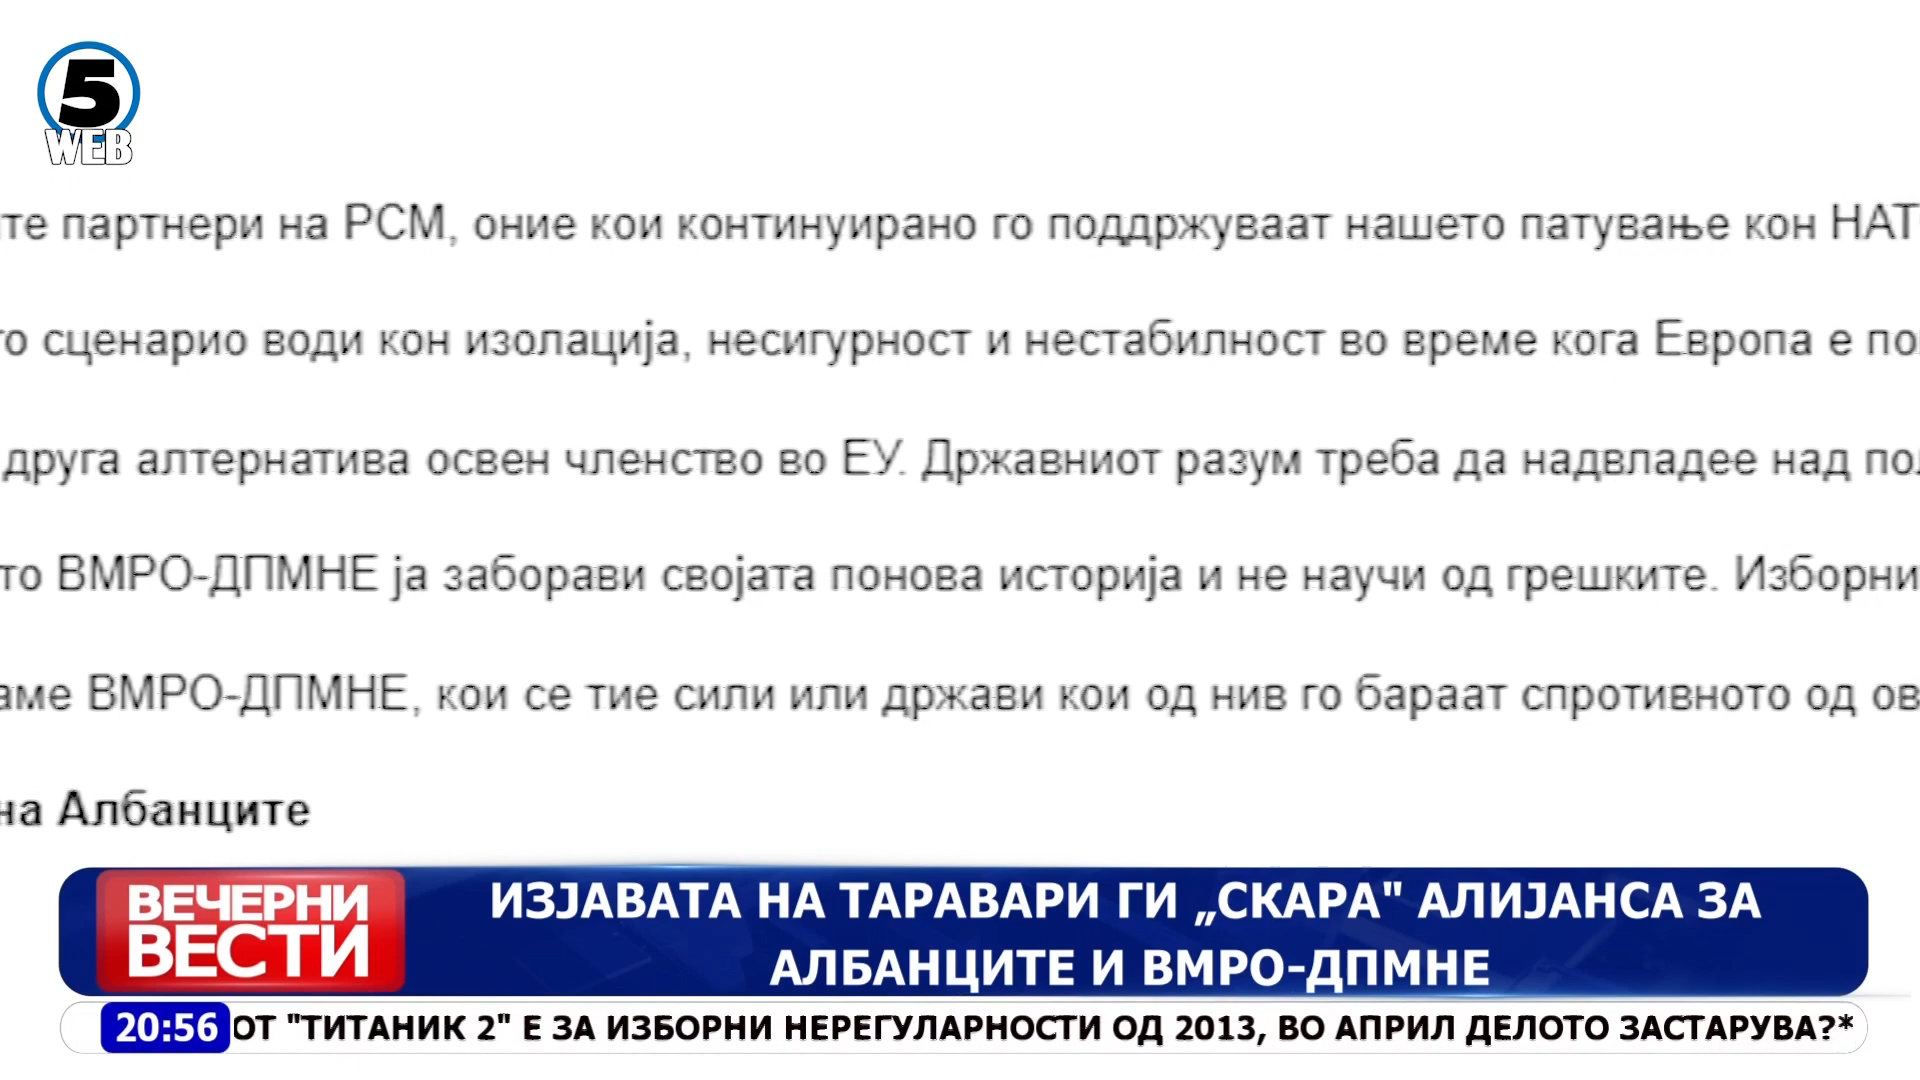 5
WEB
те партнери на РСМ, оние кои континуирано го поддржуваат нашето патување кон НАТ
го сценарио води кон изолација, несигурност и нестабилност во време кога Европа е
друга алтернатива освен членство во ЕУ. Државниот разум треба да надвладее над
то ВМРО-ДПМНЕ ја заборави својата понова историја и не научи од грешките. Изборни
аме ВМРО-ДПМНЕ, кои се тие сили или држави кои од нив го бараат спротивното од ов
на Албанците
ВЕЧЕРНИ
ВЕСТИ
ИЗЈАВАТА НА ТАРАВАРИ ГИ „СКАРА" АЛИЈАНСА ЗА
АЛБАНЦИТЕ И ВМРО-ДПМНЕ
20:56 ОТ "ТИТАНИК 2" Е ЗА ИЗБОРНИ НЕРЕГУЛАРНОСТИ ОД 2013, ВО АПРИЛ ДЕЛОТО ЗАСТАРУВА?*